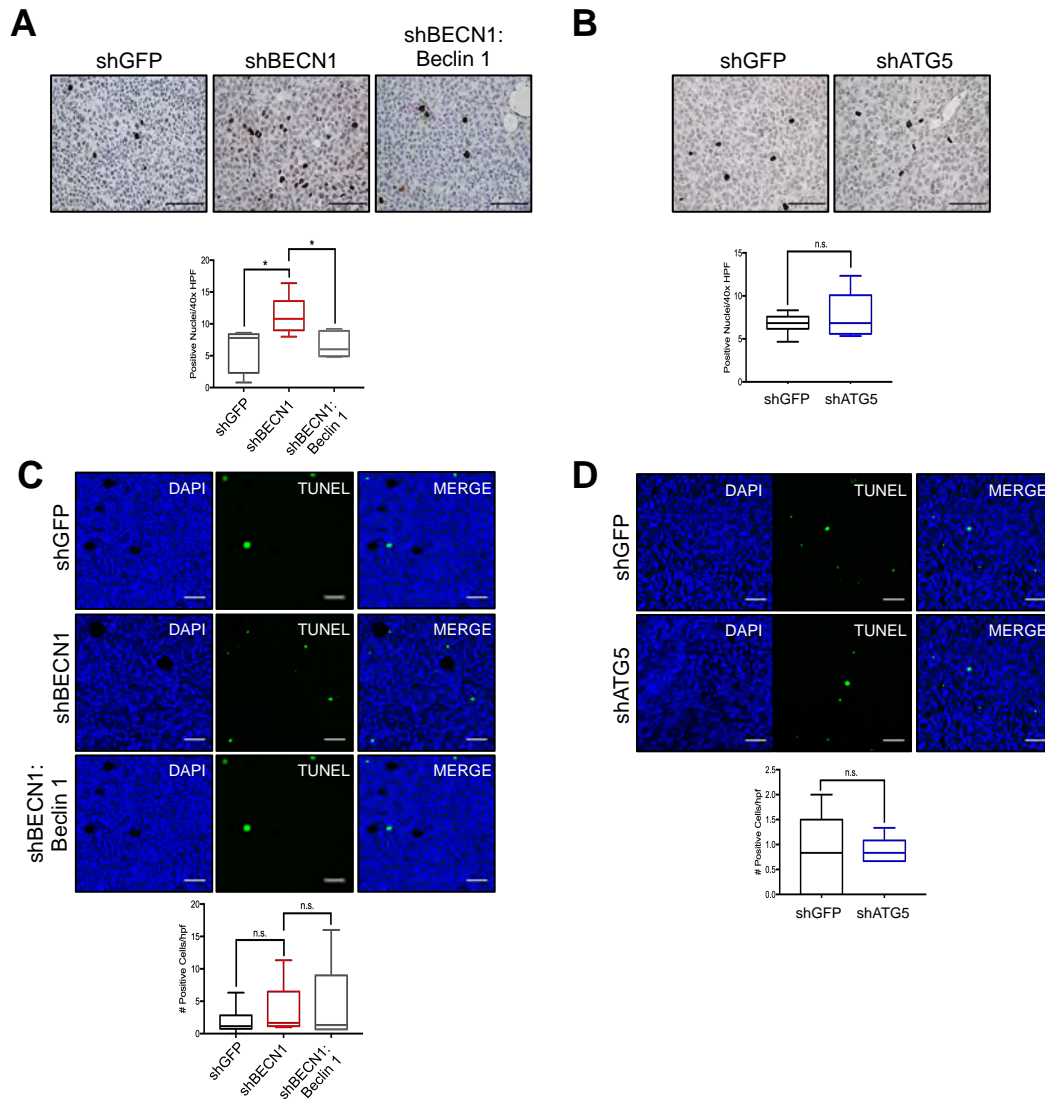 A
shGFP
shBECN1
shBECN1:
Beclin 1
Positive Nuclei/40x HPF
20
15
10
5
0
*
*
shGFP
shBECN1
shBECN1:
Beclin 1
B
shGFP
shATG5
Positive Nuclei/40x HPF
15
10
5
0
n.s.
shGFP
shATG5
C
shGFP
DAPI
TUNEL
MERGE
shBECN1
DAPI
TUNEL
MERGE
shBECN1:
Beclin 1
DAPI
TUNEL
MERGE
# Positive Cells/hpf
20
15
10
5
0
n.s.
n.s.
shGFP
shBECN1
shBECN1:
Beclin 1
D
shGFP
DAPI
TUNEL
MERGE
shATG5
DAPI
TUNEL
MERGE
# Positive Cells/hpf
2.5
2.0
1.5
1.0
0.5
0.0
n.s.
shGFP
shATG5